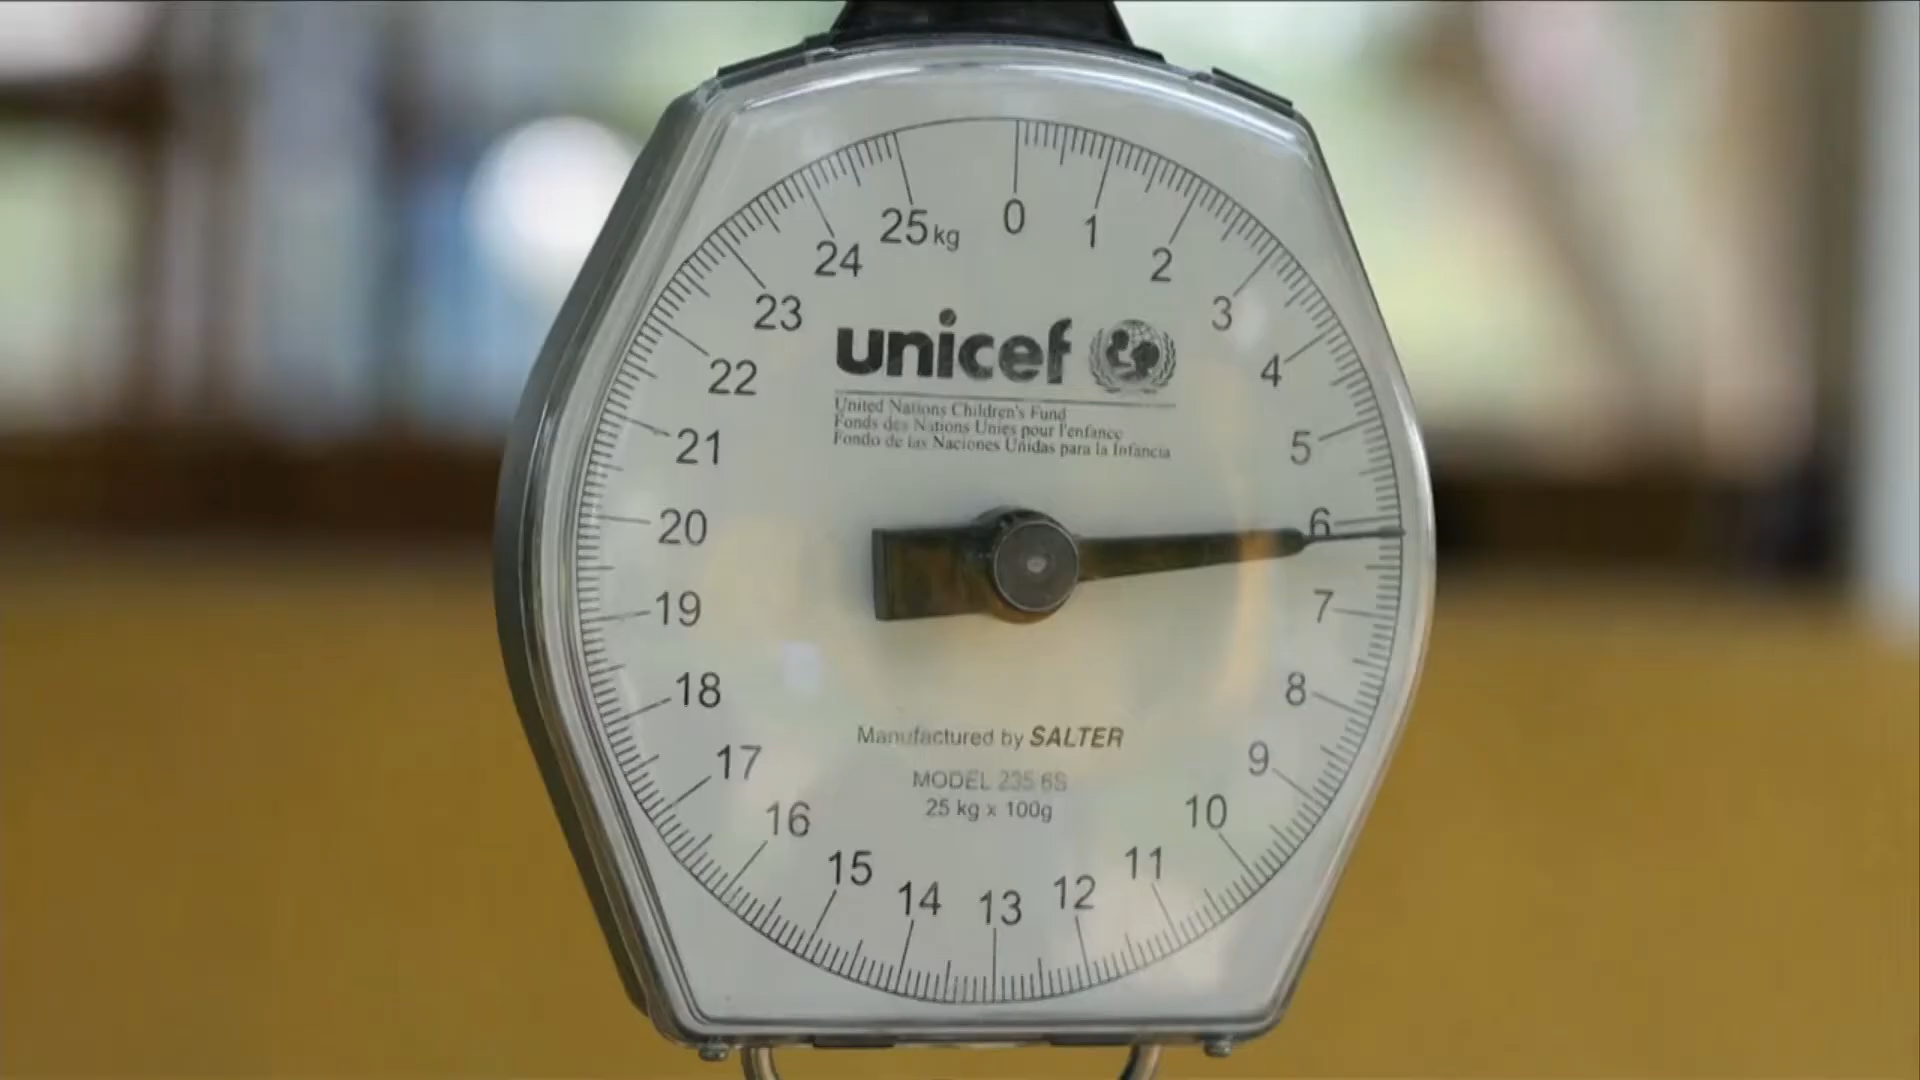 25kg 0 1 2 3 4 5 6 7 8 9 10 11 12 13 14 15 16 17 18 19 20 21 22 23 24
unicef
United Nations Children's Fund
Fonds des Nations Unies pour l'enfance
Fondo de las Naciones Unidas para la Infancia
Manufactured by SALTER
MODEL 235 6S
25 kg x 100g